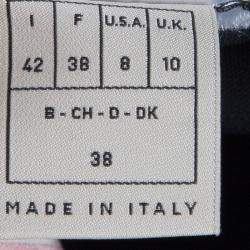 I F U.S.A. U.K.
42 38 8 10
B - CH - D - DK
38
MADE IN ITALY